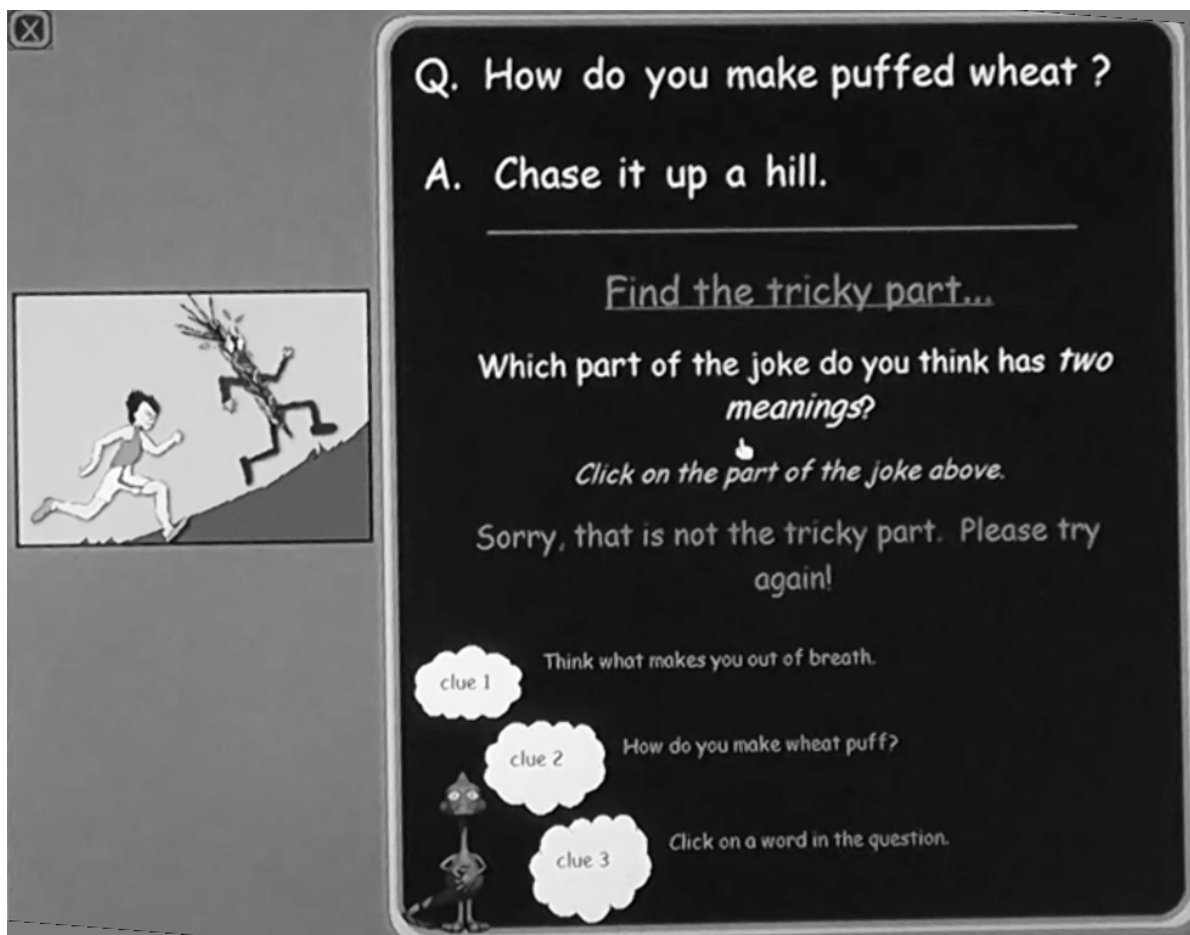 X
Q. How do you make puffed wheat ?
A. Chase it up a hill.
Find the tricky part...
Which part of the joke do you think has two
meanings?
Click on the part of the joke above.
Sorry, that is not the tricky part. Please try
again!
clue 1 Think what makes you out of breath.
clue 2 How do you make wheat puff?
clue 3 Click on a word in the question.